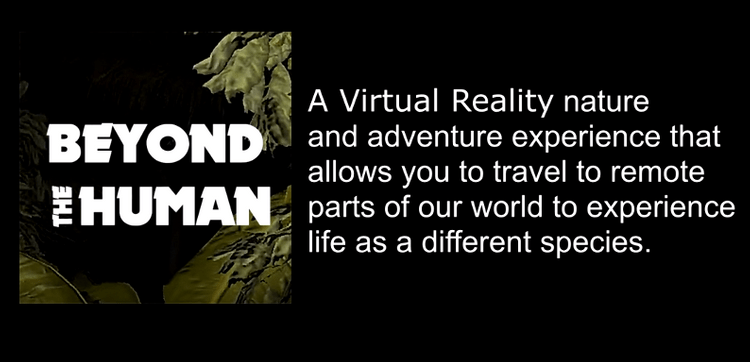 BEYOND
THE HUMAN
A Virtual Reality nature
and adventure experience that
allows you to travel to remote
parts of our world to experience
life as a different species.